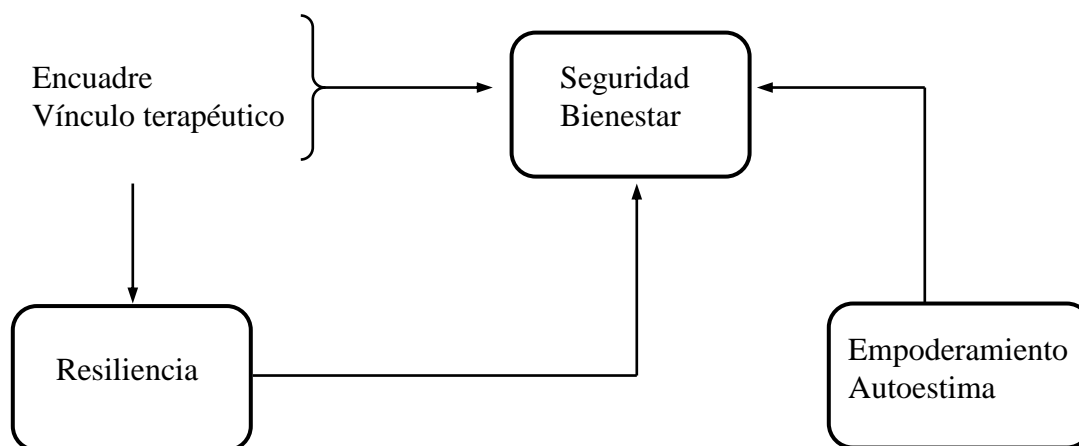 Encuadre
Vínculo terapéutico
Seguridad
Bienestar
Resiliencia
Empoderamiento
Autoestima